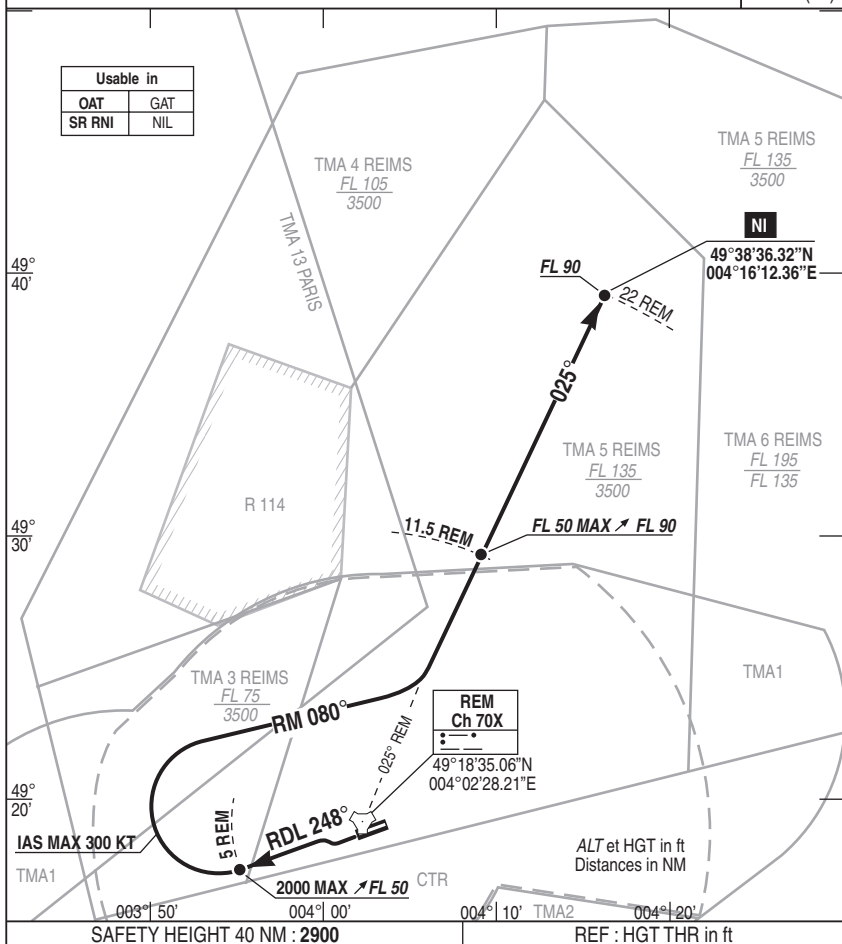 Usable in
OAT GAT
SR RNI NIL
TMA 5 REIMS
FL 135
3500
TMA 4 REIMS
FL 105
3500
NI
49°38'36.32"N
004°16'12.36"E
TMA 13 PARIS
49°
40'
FL 90
22 REM
025°
TMA 5 REIMS
FL 135
3500
TMA 6 REIMS
FL 195
FL 135
R 114
11.5 REM
FL 50 MAX ↗ FL 90
49°
30'
TMA 3 REIMS
FL 75
3500
TMA1
RM 080°
REM
Ch 70X
025° REM
49°18'35.06"N
004°02'28.21"E
49°
20'
5 REM
RDL 248°
IAS MAX 300 KT
ALT et HGT in ft
Distances in NM
TMA1
2000 MAX ↗ FL 50
CTR
003° 50'
004° 00'
004° 10'
TMA2
004° 20'
SAFETY HEIGHT 40 NM : 2900
REF : HGT THR in ft